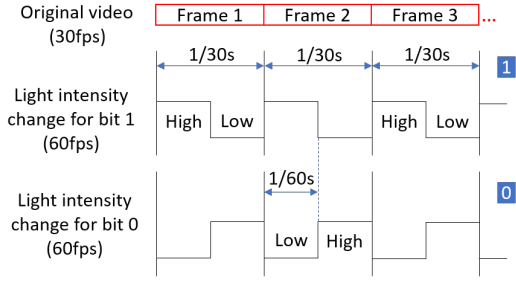 Original video
(30fps)
Frame 1 Frame 2 Frame 3 ...
1/30s 1/30s 1/30s
1
Light intensity
change for bit 1
(60fps)
High Low High Low
1/60s
0
Light intensity
change for bit 0
(60fps)
Low High